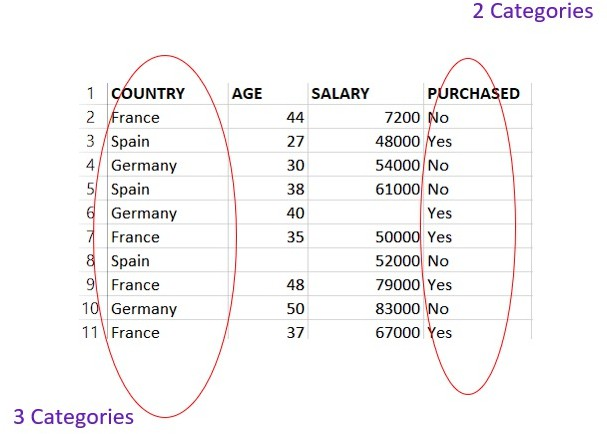 2 Categories
1 COUNTRY AGE SALARY PURCHASED
2 France 44 7200 No
3 Spain 27 48000 Yes
4 Germany 30 54000 No
5 Spain 38 61000 No
6 Germany 40 Yes
7 France 35 50000 Yes
8 Spain 52000 No
9 France 48 79000 Yes
10 Germany 50 83000 No
11 France 37 67000 Yes
3 Categories